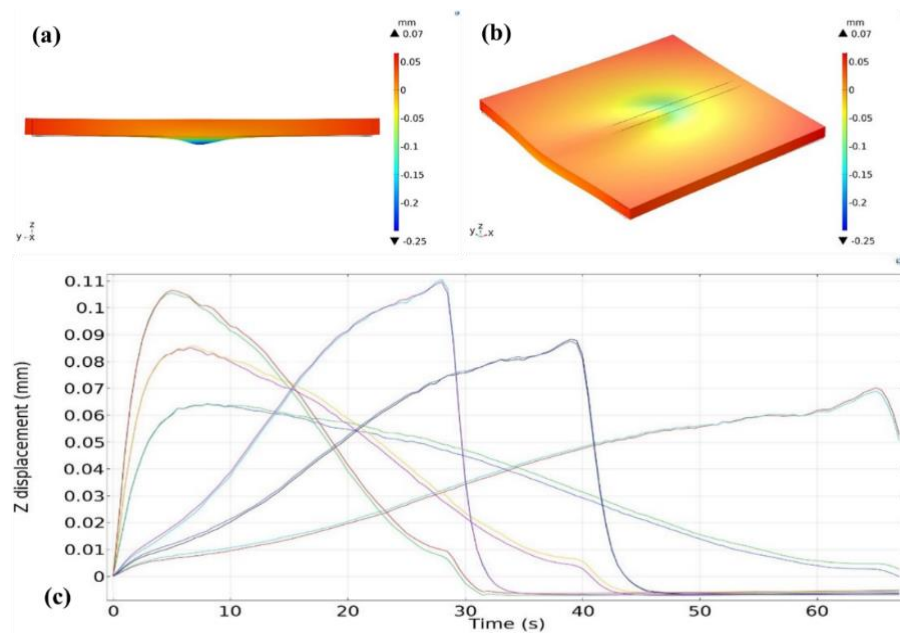 (a)
mm
▲ 0.07
0.05
0
-0.05
-0.1
-0.15
-0.2
▼ -0.25
z
y x
(b)
mm
▲ 0.07
0.05
0
-0.05
-0.1
-0.15
-0.2
▼ -0.25
y z x
Z displacement (mm)
0.11
0.1
0.09
0.08
0.07
0.06
0.05
0.04
0.03
0.02
0.01
0
(c)
0 10 20 30 40 50 60
Time (s)